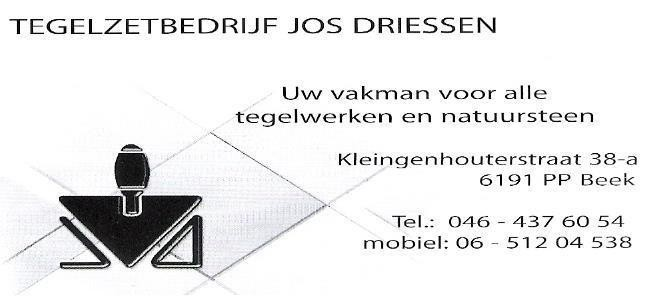 TEGELZETBEDRIJF JOS DRIESSEN
Uw vakman voor alle
tegelwerken en natuursteen
Kleingenhouterstraat 38-a
6191 PP Beek
Tel.: 046 - 437 60 54
mobiel: 06 - 512 04 538